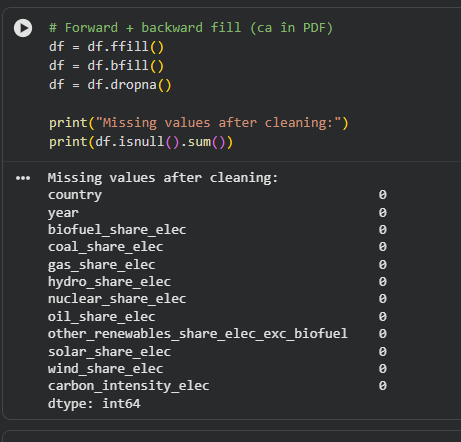 # Forward + backward fill (ca în PDF)
df = df.ffill()
df = df.bfill()
df = df.dropna()
print("Missing values after cleaning:")
print(df.isnull().sum())
Missing values after cleaning:
country 0
year 0
biofuel_share_elec 0
coal_share_elec 0
gas_share_elec 0
hydro_share_elec 0
nuclear_share_elec 0
oil_share_elec 0
other_renewables_share_elec_exc_biofuel 0
solar_share_elec 0
wind_share_elec 0
carbon_intensity_elec 0
dtype: int64